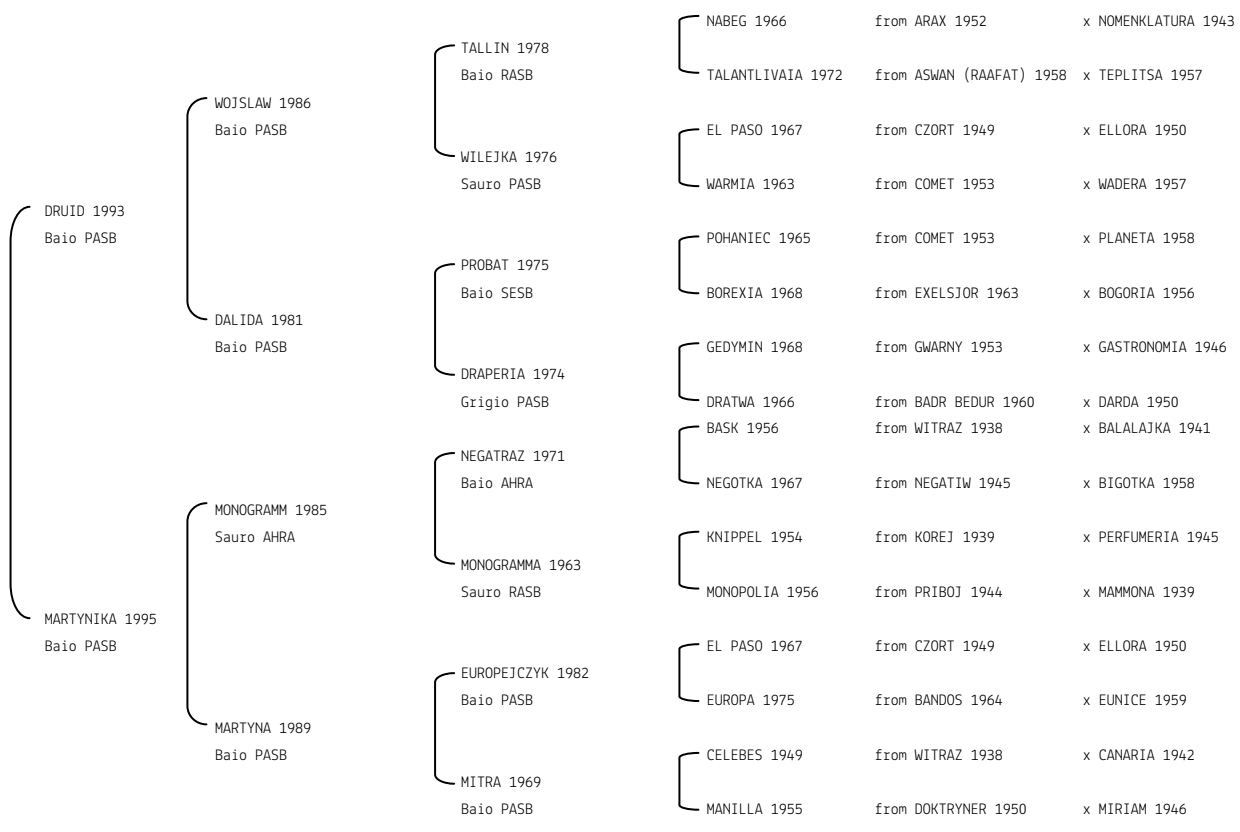 NABEG 1966 from ARAX 1952 x NOMENKLATURA 1943
TALLIN 1978
Baio RASB
TALANTLIVAIA 1972 from ASWAN (RAAFAT) 1958 x TEPLITSA 1957
WOJSLAW 1986
Baio PASB
EL PASO 1967 from CZORT 1949 x ELLORA 1950
WILEJKA 1976
Sauro PASB
WARMIA 1963 from COMET 1953 x WADERA 1957
DRUID 1993
Baio PASB
POHANIEC 1965 from COMET 1953 x PLANETA 1958
PROBAT 1975
Baio SESB
BOREXIA 1968 from EXELSJOR 1963 x BOGORIA 1956
DALIDA 1981
Baio PASB
GEDYMIN 1968 from GWARNY 1953 x GASTRONOMIA 1946
DRAPERIA 1974
Grigio PASB
DRATWA 1966 from BADR BEDUR 1960 x DARDA 1950
BASK 1956 from WITRAZ 1938 x BALALAJKA 1941
NEGATRAZ 1971
Baio AHRA
NEGOTKA 1967 from NEGATIW 1945 x BIGOTKA 1958
MONOGRAMM 1985
Sauro AHRA
KNIPPEL 1954 from KOREJ 1939 x PERFUMERIA 1945
MONOGRAMMA 1963
Sauro RASB
MONOPOLIA 1956 from PRIBOJ 1944 x MAMMONA 1939
MARTYNIKA 1995
Baio PASB
EL PASO 1967 from CZORT 1949 x ELLORA 1950
EUROPEJCZYK 1982
Baio PASB
EUROPA 1975 from BANDOS 1964 x EUNICE 1959
MARTYNA 1989
Baio PASB
CELEBES 1949 from WITRAZ 1938 x CANARIA 1942
MITRA 1969
Baio PASB
MANILLA 1955 from DOKTRYNER 1950 x MIRIAM 1946